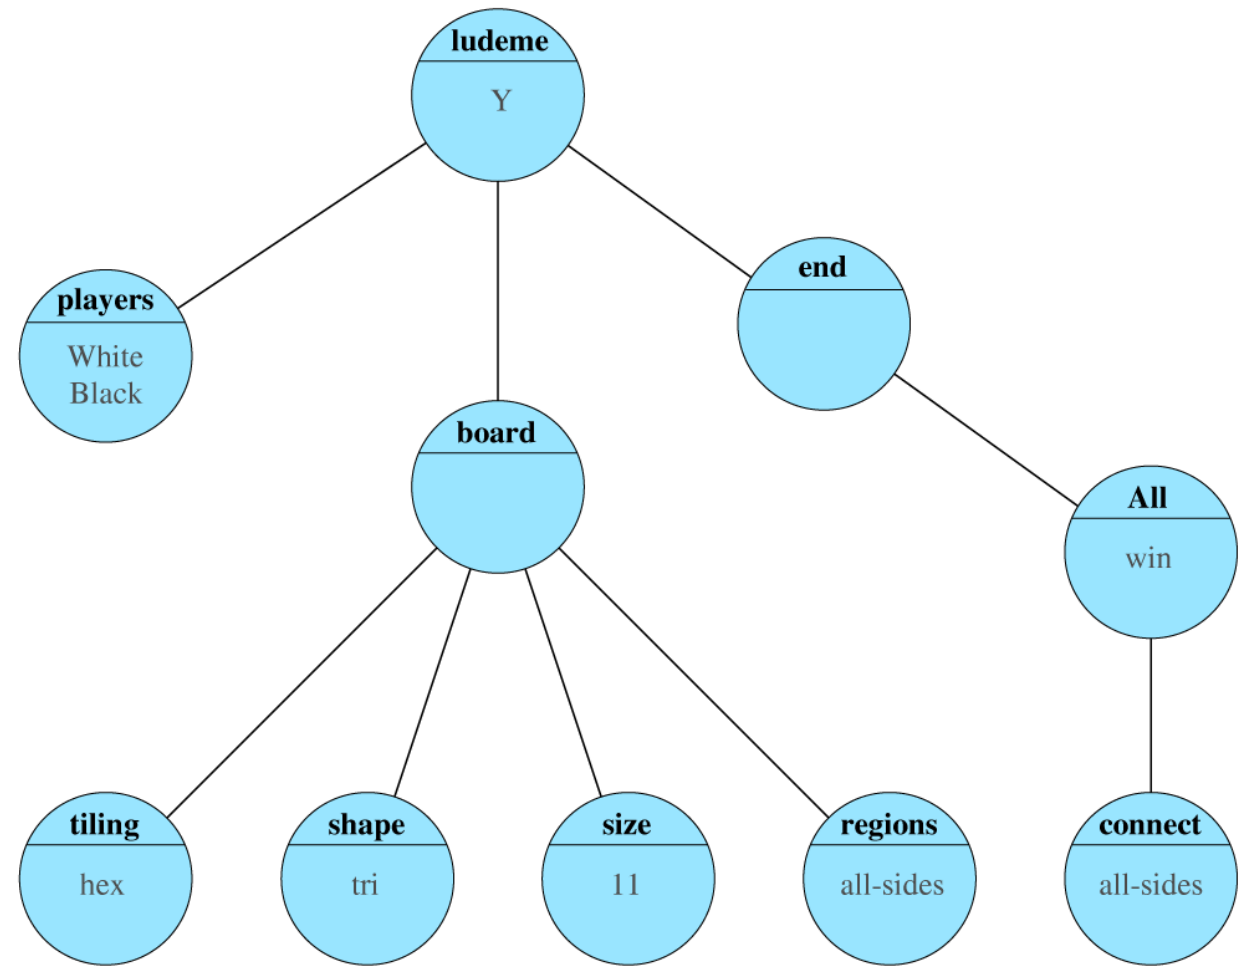 ludeme
Y
end
players
White
Black
board
All
win
tiling
hex
shape
tri
size
11
regions
all-sides
connect
all-sides